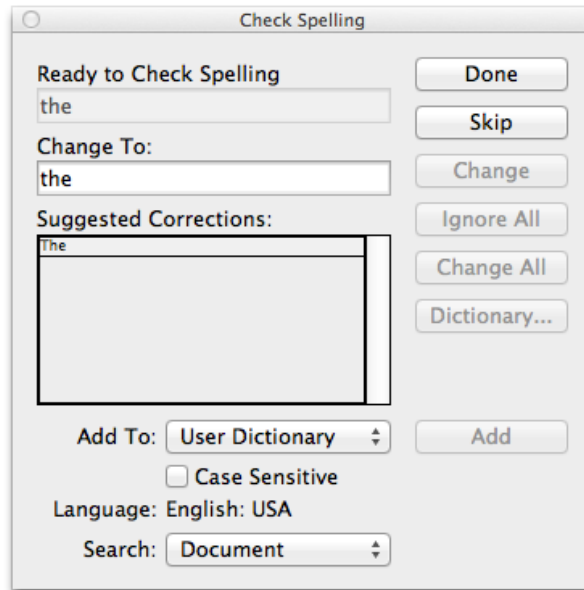 Check Spelling
Ready to Check Spelling
the
Change To:
the
Suggested Corrections:
The
Done
Skip
Change
Ignore All
Change All
Dictionary...
Add To: User Dictionary
Add
Case Sensitive
Language: English: USA
Search: Document